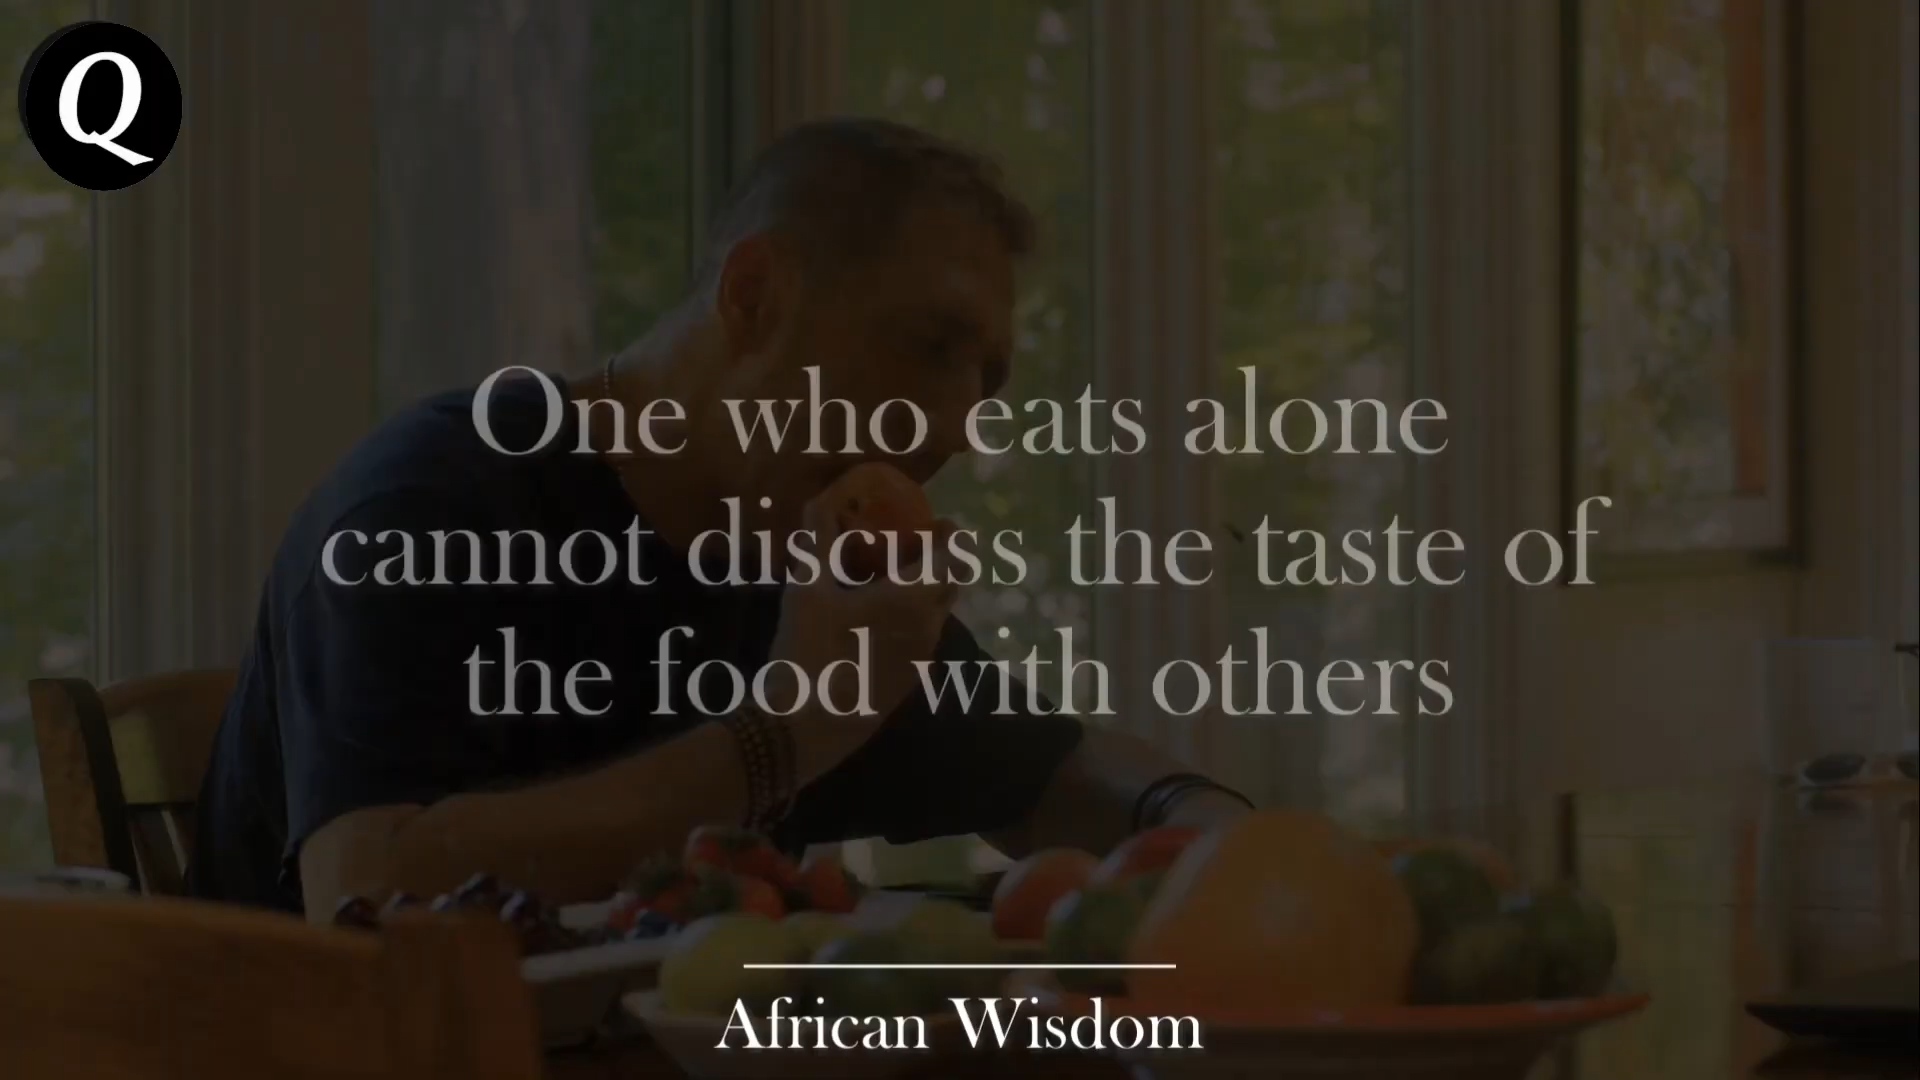 Q
One who eats alone
cannot discuss the taste of
the food with others
African Wisdom